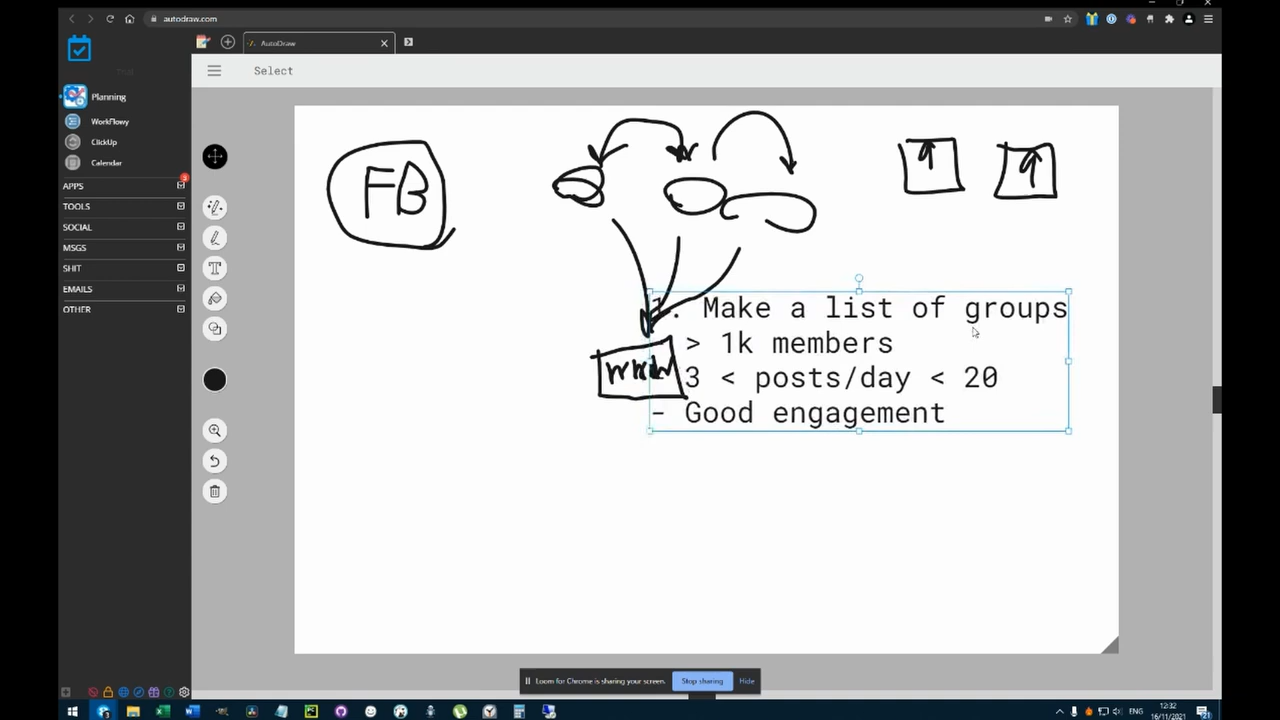 autodraw.com
AutoDraw
Select
Planning
WorkFlowy
ClickUp
Calendar
3
APPS
TOOLS
SOCIAL
MSGS
SHIT
EMAILS
OTHER
FB
. Make a list of groups
> 1k members
3 < posts/day < 20
- Good engagement
Loom for Chrome is sharing your screen.
Stop sharing
Hide
ENG
12:32
16/11/2021